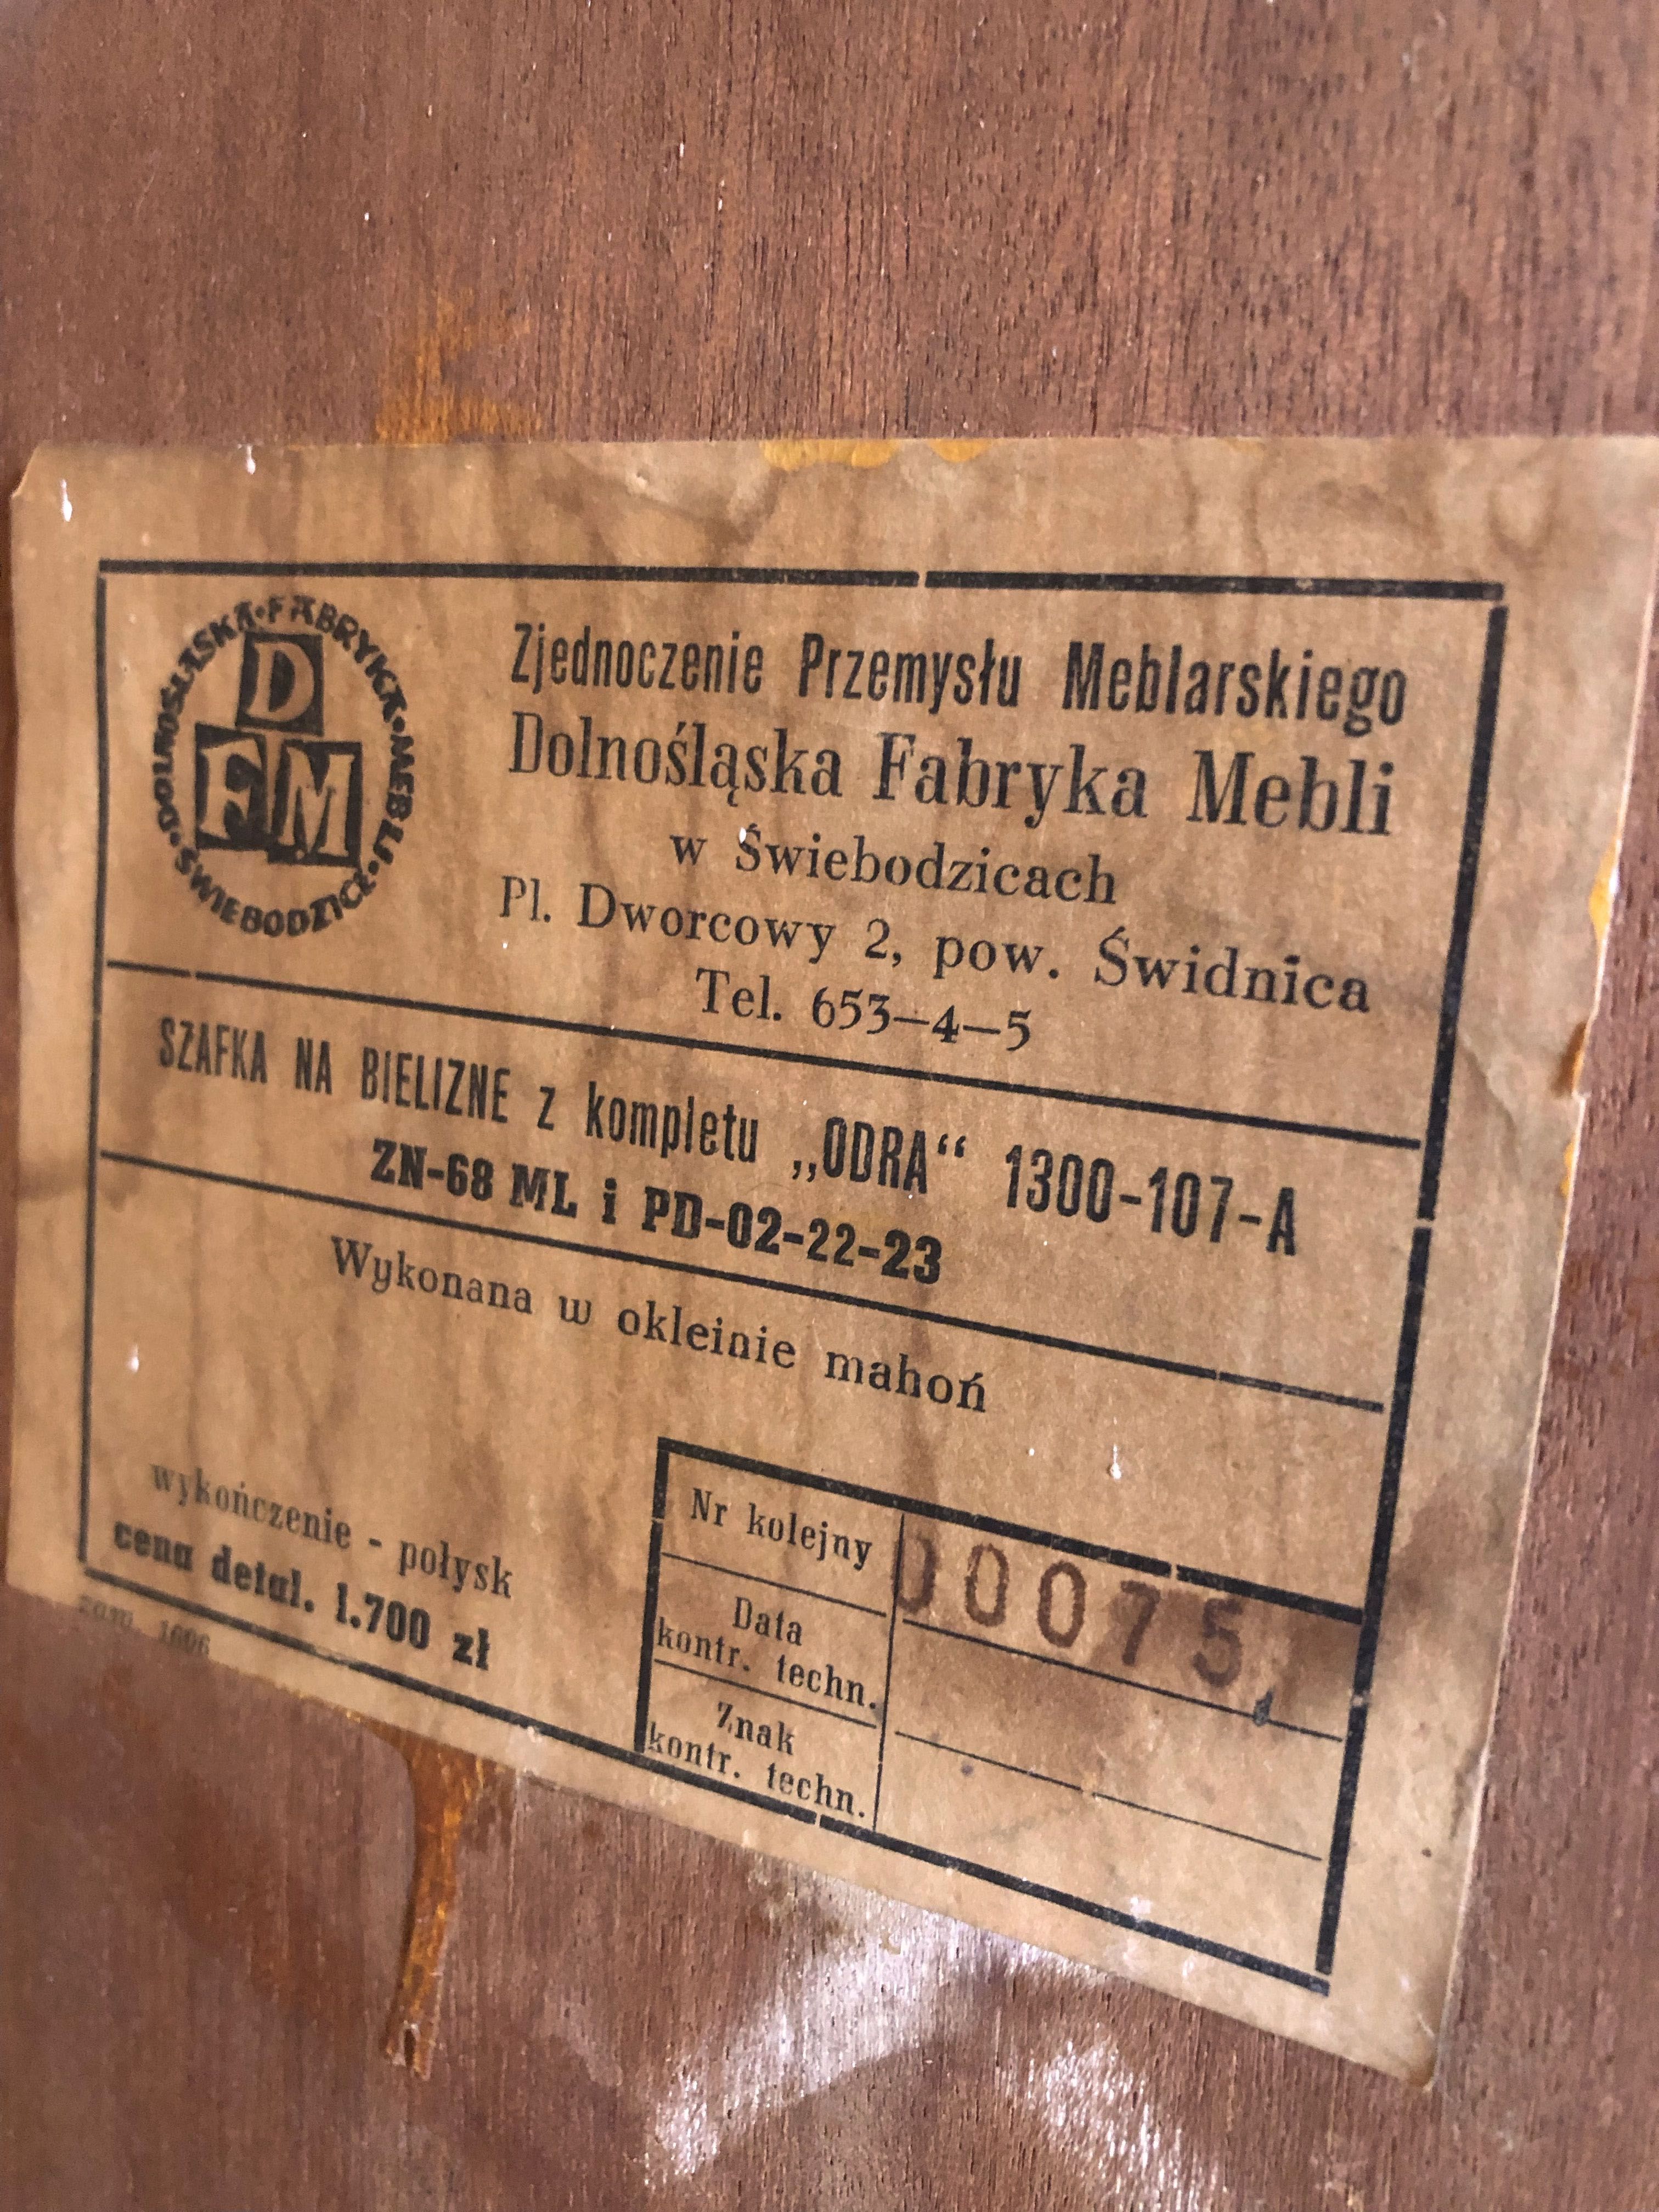 DOLNOŚLĄSKA·FABRYKA·MEBLI·ŚWIEBODZICE·
D
F M
Zjednoczenie Przemysłu Meblarskiego
Dolnośląska Fabryka Mebli
w Świebodzicach
Pl. Dworcowy 2, pow. Świdnica
Tel. 653—4—5
SZAFKA NA BIELIZNE z kompletu „ODRA“ 1300-107-A
ZN-68 ML i PD-02-22-23
Wykonana w okleinie mahoń
wykończenie - połysk
cena detal. 1.700 zł
zam. 1606
Nr kolejny 00075
Data
kontr. techn.
Znak
kontr. techn.